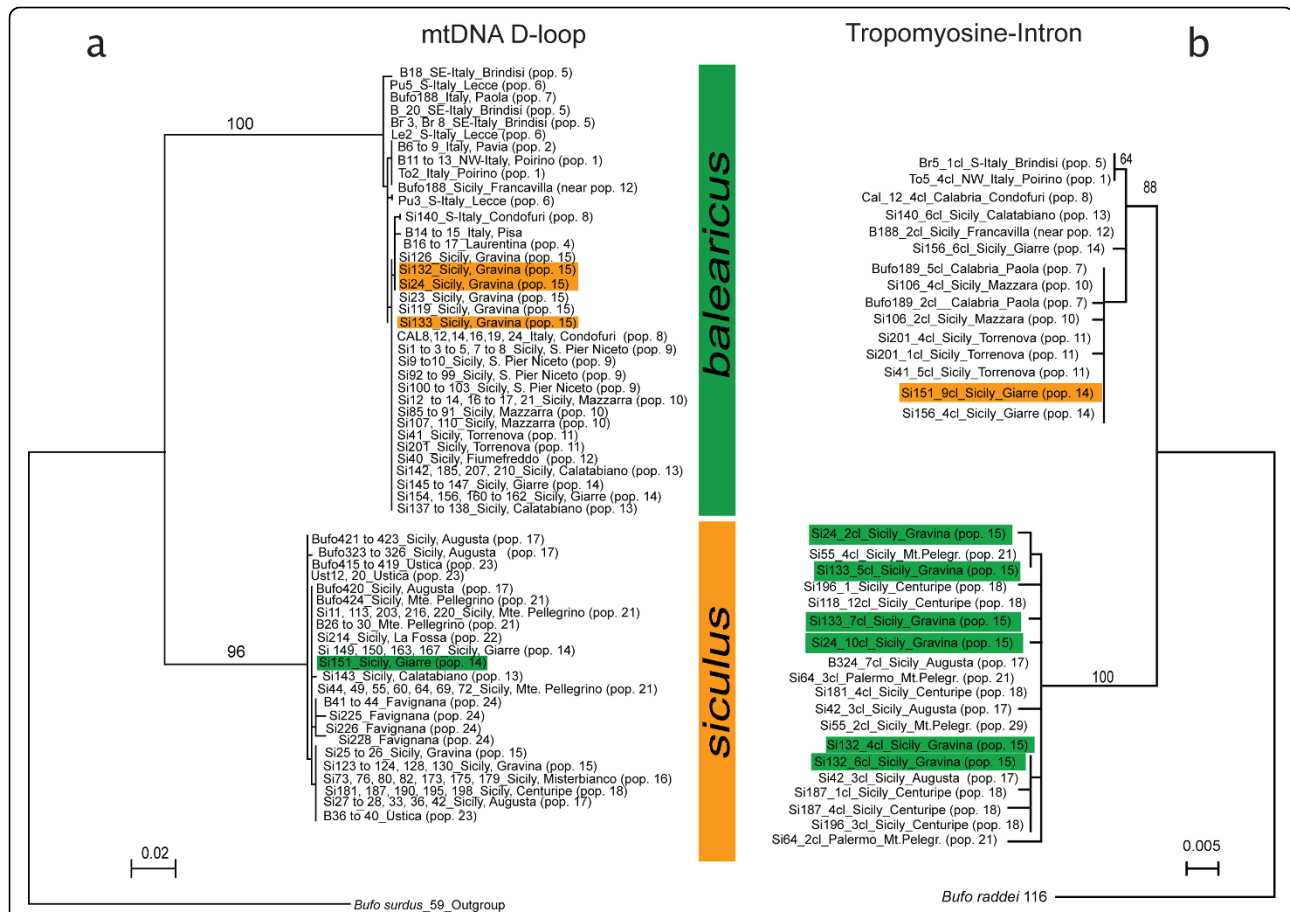 a
mtDNA D-loop
B18_SE-Italy_Brindisi (pop. 5)
Pu5_S-Italy_Lecce (pop. 6)
Bufo188_Italy, Paola (pop. 7)
B_20_SE-Italy_Brindisi (pop. 5)
Br 3, Br 8_SE-Italy_Brindisi (pop. 5)
Le2_S-Italy_Lecce (pop. 6)
B6 to 9_Italy, Pavia (pop. 2)
B11 to 13_NW-Italy, Poirino (pop. 1)
To2_Italy_Poirino (pop. 1)
Bufo188_Sicily_Francavilla (near pop. 12)
Pu3_S-Italy_Lecce (pop. 6)
Si140_S-Italy_Condofuri (pop. 8)
B14 to 15_Italy, Pisa
B16 to 17_Laurentina (pop. 4)
Si126_Sicily, Gravina (pop. 15)
Si132_Sicily, Gravina (pop. 15)
Si24_Sicily, Gravina (pop. 15)
Si23_Sicily, Gravina (pop. 15)
Si119_Sicily, Gravina (pop. 15)
Si133_Sicily, Gravina (pop. 15)
CAL8,12,14,16,19, 24_Italy, Condofuri (pop. 8)
Si1 to 3 to 5, 7 to 8_Sicily, S. Pier Niceto (pop. 9)
Si9 to10_Sicily, S. Pier Niceto (pop. 9)
Si92 to 99_Sicily, S. Pier Niceto (pop. 9)
Si100 to 103_Sicily, S. Pier Niceto (pop. 9)
Si12 to 14, 16 to 17, 21_Sicily, Mazzarra (pop. 10)
Si85 to 91_Sicily, Mazzarra (pop. 10)
Si107, 110_Sicily, Mazzarra (pop. 10)
Si41_Sicily, Torrenova (pop. 11)
Si201_Sicily, Torrenova (pop. 11)
Si40_Sicily, Fiumefreddo (pop. 12)
Si142, 185, 207, 210_Sicily, Calatabiano (pop. 13)
Si145 to 147_Sicily, Giarre (pop. 14)
Si154, 156, 160 to 162_Sicily, Giarre (pop. 14)
Si137 to 138_Sicily, Calatabiano (pop. 13)
100
Bufo421 to 423_Sicily, Augusta (pop. 17)
Bufo323 to 326_Sicily, Augusta (pop. 17)
Bufo415 to 419_Ustica (pop. 23)
Ust12, 20_Ustica (pop. 23)
Bufo420_Sicily, Augusta (pop. 17)
Bufo424_Sicily, Mte. Pellegrino (pop. 21)
Si11, 113, 203, 216, 220_Sicily, Mte. Pellegrino (pop. 21)
B26 to 30_Mte. Pellegrino (pop. 21)
Si214_Sicily, La Fossa (pop. 22)
Si 149, 150, 163, 167_Sicily, Giarre (pop. 14)
Si151_Sicily, Giarre (pop. 14)
Si143_Sicily, Calatabiano (pop. 13)
Si44, 49, 55, 60, 64, 69, 72_Sicily, Mte. Pellegrino (pop. 21)
B41 to 44_Favignana (pop. 24)
Si225_Favignana (pop. 24)
Si226_Favignana (pop. 24)
Si228_Favignana (pop. 24)
Si25 to 26_Sicily, Gravina (pop. 15)
Si123 to 124, 128, 130_Sicily, Gravina (pop. 15)
Si73, 76, 80, 82, 173, 175, 179_Sicily, Misterbianco (pop. 16)
Si181, 187, 190, 195, 198_Sicily, Centuripe (pop. 18)
Si27 to 28, 33, 36, 42_Sicily, Augusta (pop. 17)
B36 to 40_Ustica (pop. 23)
96
0.02
Bufo surdus_59_Outgroup
balearicus
siculus
Tropomyosine-Intron
b
Br5_1cl_S-Italy_Brindisi (pop. 5)
64
To5_4cl_NW_Italy_Poirino (pop. 1)
88
Cal_12_4cl_Calabria_Condofuri (pop. 8)
Si140_6cl_Sicily_Calatabiano (pop. 13)
B188_2cl_Sicily_Francavilla (near pop. 12)
Si156_6cl_Sicily_Giarre (pop. 14)
Bufo189_5cl_Calabria_Paola (pop. 7)
Si106_4cl_Sicily_Mazzara (pop. 10)
Bufo189_2cl__Calabria_Paola (pop. 7)
Si106_2cl_Sicily_Mazzara (pop. 10)
Si201_4cl_Sicily_Torrenova (pop. 11)
Si201_1cl_Sicily_Torrenova (pop. 11)
Si41_5cl_Sicily_Torrenova (pop. 11)
Si151_9cl_Sicily_Giarre (pop. 14)
Si156_4cl_Sicily_Giarre (pop. 14)
Si24_2cl_Sicily_Gravina (pop. 15)
Si55_4cl_Sicily_Mt.Pelegr. (pop. 21)
Si133_5cl_Sicily_Gravina (pop. 15)
Si196_1_Sicily_Centuripe (pop. 18)
Si118_12cl_Sicily_Centuripe (pop. 18)
Si133_7cl_Sicily_Gravina (pop. 15)
Si24_10cl_Sicily_Gravina (pop. 15)
B324_7cl_Sicily_Augusta (pop. 17)
Si64_3cl_Palermo_Mt.Pelegr. (pop. 21)
Si181_4cl_Sicily_Centuripe (pop. 18)
100
Si42_3cl_Sicily_Augusta (pop. 17)
Si55_2cl_Sicily_Mt.Pelegr. (pop. 29)
Si132_4cl_Sicily_Gravina (pop. 15)
Si132_6cl_Sicily_Gravina (pop. 15)
Si42_3cl_Sicily_Augusta (pop. 17)
Si187_1cl_Sicily_Centuripe (pop. 18)
Si187_4cl_Sicily_Centuripe (pop. 18)
Si196_3cl_Sicily_Centuripe (pop. 18)
Si64_2cl_Palermo_Mt.Pelegr. (pop. 21)
0.005
Bufo raddei 116